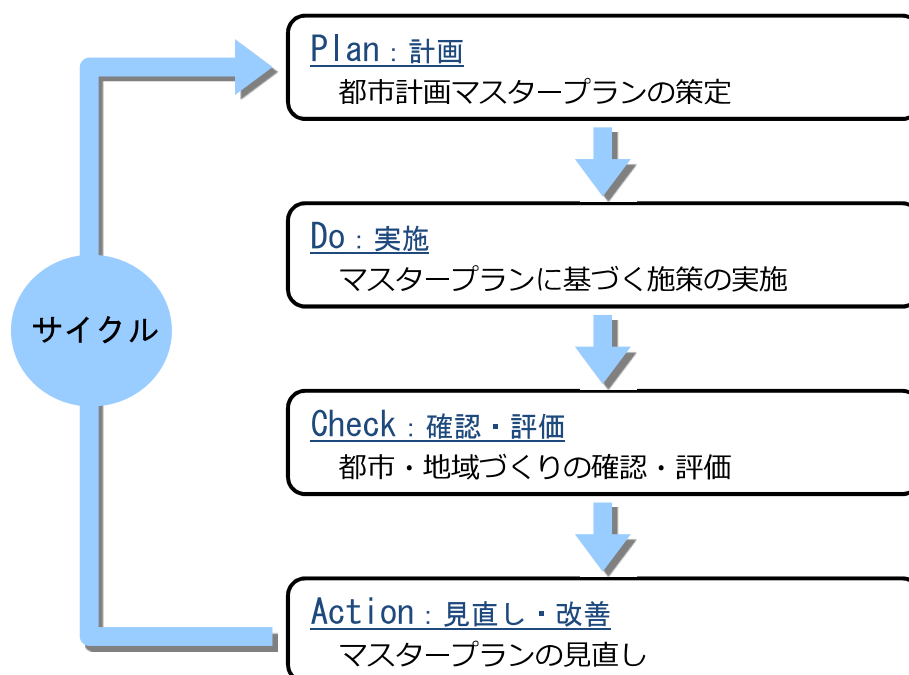 Plan：計画
都市計画マスタープランの策定
Do：実施
マスタープランに基づく施策の実施
サイクル
Check：確認・評価
都市・地域づくりの確認・評価
Action：見直し・改善
マスタープランの見直し